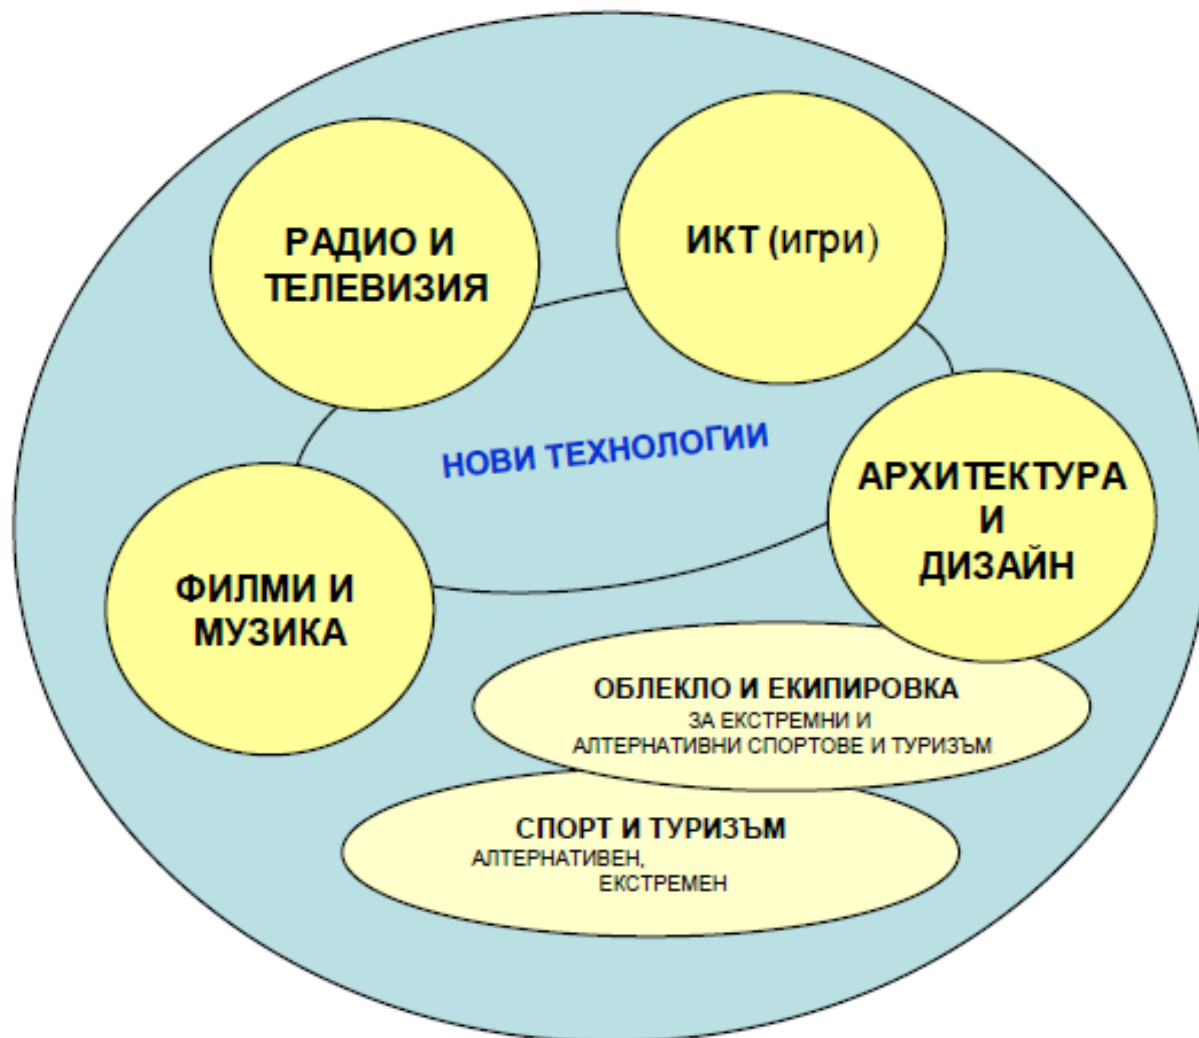 РАДИО И
ТЕЛЕВИЗИЯ
ИКТ (игри)
НОВИ ТЕХНОЛОГИИ
АРХИТЕКТУРА
И
ДИЗАЙН
ФИЛМИ И
МУЗИКА
ОБЛЕКЛО И ЕКИПИРОВКА
ЗА ЕКСТРЕМНИ И
АЛТЕРНАТИВНИ СПОРТОВЕ И ТУРИЗЪМ
СПОРТ И ТУРИЗЪМ
АЛТЕРНАТИВЕН,
ЕКСТРЕМЕН